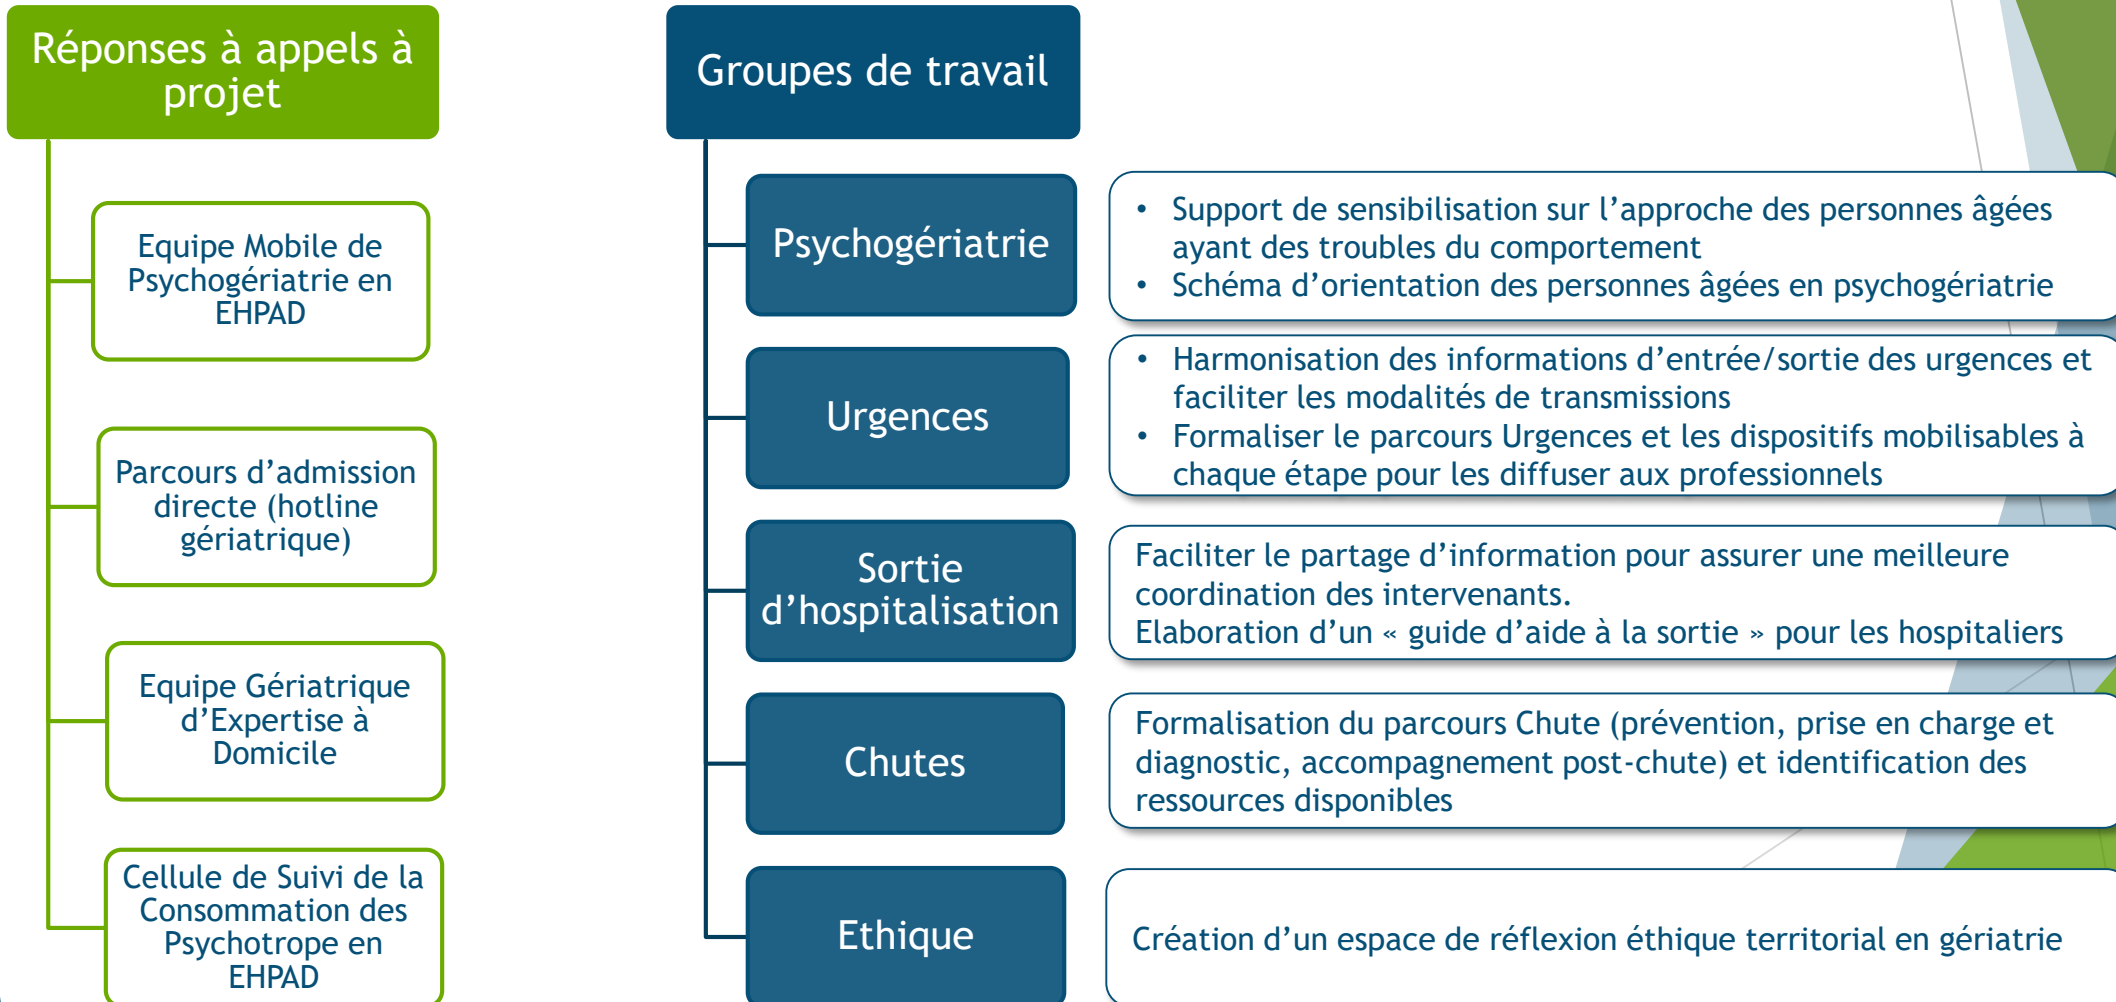 Réponses à appels à
projet
Equipe Mobile de
Psychogériatrie en
EHPAD
Parcours d’admission
directe (hotline
gériatrique)
Equipe Gériatrique
d’Expertise à
Domicile
Cellule de Suivi de la
Consommation des
Psychotrope en
EHPAD
Groupes de travail
Psychogériatrie
• Support de sensibilisation sur l’approche des personnes âgées
ayant des troubles du comportement
• Schéma d’orientation des personnes âgées en psychogériatrie
Urgences
• Harmonisation des informations d’entrée/sortie des urgences et
faciliter les modalités de transmissions
• Formaliser le parcours Urgences et les dispositifs mobilisables à
chaque étape pour les diffuser aux professionnels
Sortie
d’hospitalisation
Faciliter le partage d’information pour assurer une meilleure
coordination des intervenants.
Elaboration d’un « guide d’aide à la sortie » pour les hospitaliers
Chutes
Formalisation du parcours Chute (prévention, prise en charge et
diagnostic, accompagnement post-chute) et identification des
ressources disponibles
Ethique
Création d’un espace de réflexion éthique territorial en gériatrie